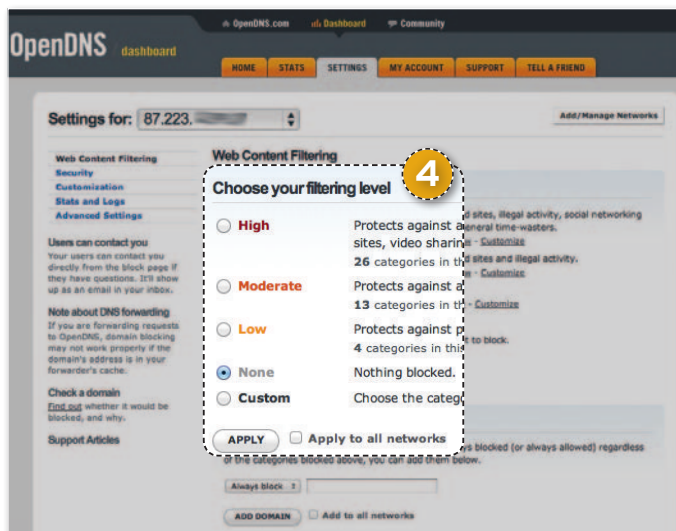 OpenDNS.com Dashboard Community
OpenDNS dashboard
HOME STATS SETTINGS MY ACCOUNT SUPPORT TELL A FRIEND
Settings for: 87.223.
Add/Manage Networks
Web Content Filtering
Security
Customization
Stats and Logs
Advanced Settings
Users can contact you
Your users can contact you
directly from the block page if
they have questions. It'll show
up as an email in your inbox.
Note about DNS forwarding
If you are forwarding requests
to OpenDNS, domain blocking
may not work properly if the
domain's address is in your
forwarder's cache.
Check a domain
Find out whether it would be
blocked, and why.
Support Articles
Web Content Filtering
4
Choose your filtering level
High
Protects against a
d sites, illegal activity, social networking
sites, video sharin
eneral time-wasters.
26 categories in th
- Customize
Moderate
Protects against a
d sites and illegal activity.
13 categories in th
- Customize
Low
Protects against p
- Customize
4 categories in this
None
Nothing blocked.
Custom
Choose the categ
t to block.
APPLY Apply to all networks
ys blocked (or always allowed) regardless
of the categories blocked above, you can add them below.
Always block
ADD DOMAIN Add to all networks